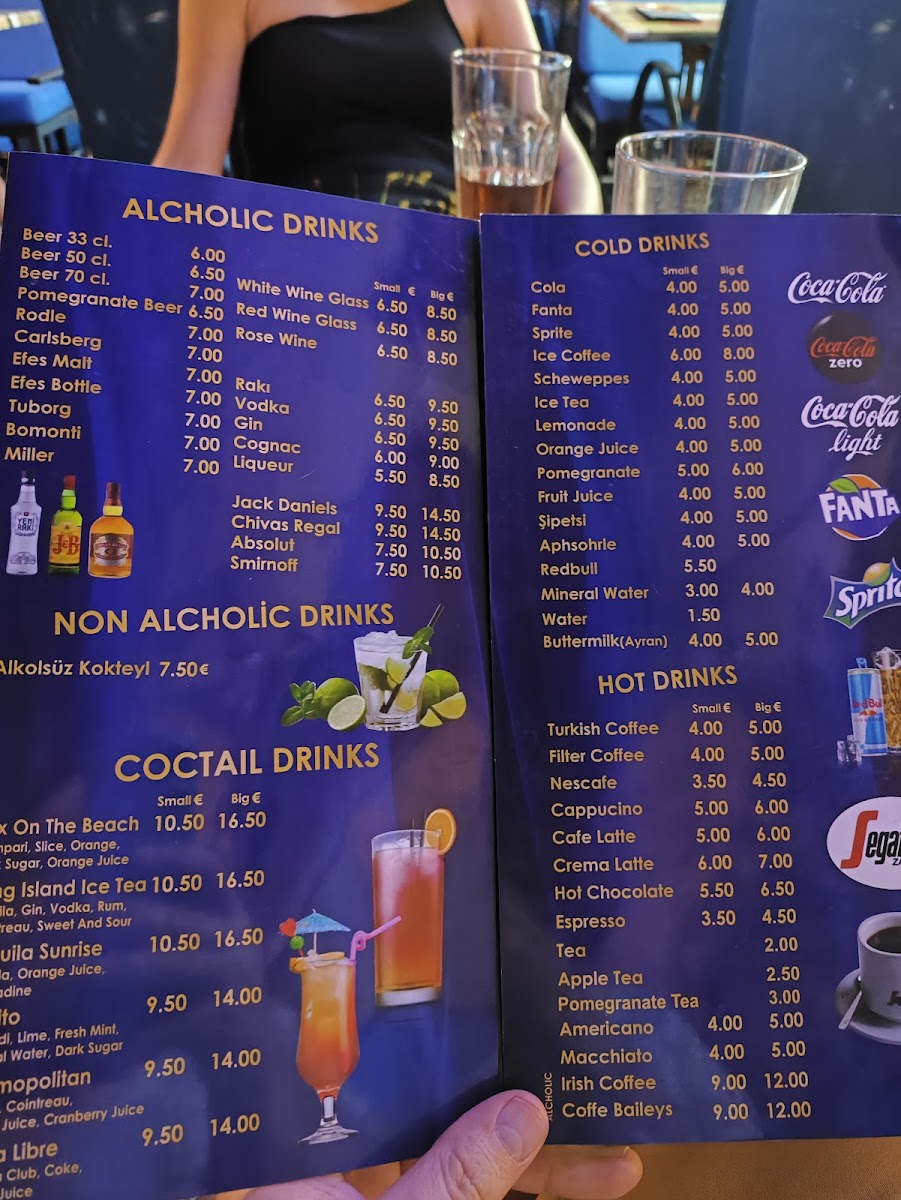 ALCHOLIC DRINKS
Beer 33 cl. 6.00
Beer 50 cl. 6.50
Beer 70 cl. 7.00
Pomegranate Beer 6.50
Rodle 7.00
Carlsberg 7.00
Efes Malt 7.00
Efes Bottle 7.00
Tuborg 7.00
Bomonti 7.00
Miller 7.00
Small € Big €
White Wine Glass 6.50 8.50
Red Wine Glass 6.50 8.50
Rose Wine 6.50 8.50
Rakı 6.50 9.50
Vodka 6.50 9.50
Gin 6.50 9.50
Cognac 6.00 9.00
Liqueur 5.50 8.50
Jack Daniels 9.50 14.50
Chivas Regal 9.50 14.50
Absolut 7.50 10.50
Smirnoff 7.50 10.50
YENİ RAKI
J&B
NON ALCHOLİC DRINKS
Alkolsüz Kokteyl 7.50€
COCTAIL DRINKS
Small € Big €
x On The Beach 10.50 16.50
mpari, Slice, Orange,
Sugar, Orange Juice
ng Island Ice Tea 10.50 16.50
ila, Gin, Vodka, Rum,
treau, Sweet And Sour
quila Sunrise 10.50 16.50
la, Orange Juice,
adine
ito 9.50 14.00
di, Lime, Fresh Mint,
al Water, Dark Sugar
mopolitan 9.50 14.00
, Cointreau,
Juice, Cranberry Juice
a Libre 9.50 14.00
Club, Coke,
Juice
COLD DRINKS
Small € Big €
Cola 4.00 5.00
Fanta 4.00 5.00
Sprite 4.00 5.00
Ice Coffee 6.00 8.00
Scheweppes 4.00 5.00
Ice Tea 4.00 5.00
Lemonade 4.00 5.00
Orange Juice 4.00 5.00
Pomegranate 5.00 6.00
Fruit Juice 4.00 5.00
Şipetsi 4.00 5.00
Aphsohrle 4.00 5.00
Redbull 5.50
Mineral Water 3.00 4.00
Water 1.50
Buttermilk(Ayran) 4.00 5.00
Coca-Cola
Coca-Cola
zero
Coca-Cola
light
FANTA
Sprite
HOT DRINKS
Small € Big €
Turkish Coffee 4.00 5.00
Filter Coffee 4.00 5.00
Nescafe 3.50 4.50
Cappucino 5.00 6.00
Cafe Latte 5.00 6.00
Crema Latte 6.00 7.00
Hot Chocolate 5.50 6.50
Espresso 3.50 4.50
Tea 2.00
Apple Tea 2.50
Pomegranate Tea 3.00
Americano 4.00 5.00
Macchiato 4.00 5.00
ALCHOLIC
Irish Coffee 9.00 12.00
Coffe Baileys 9.00 12.00
Segaf